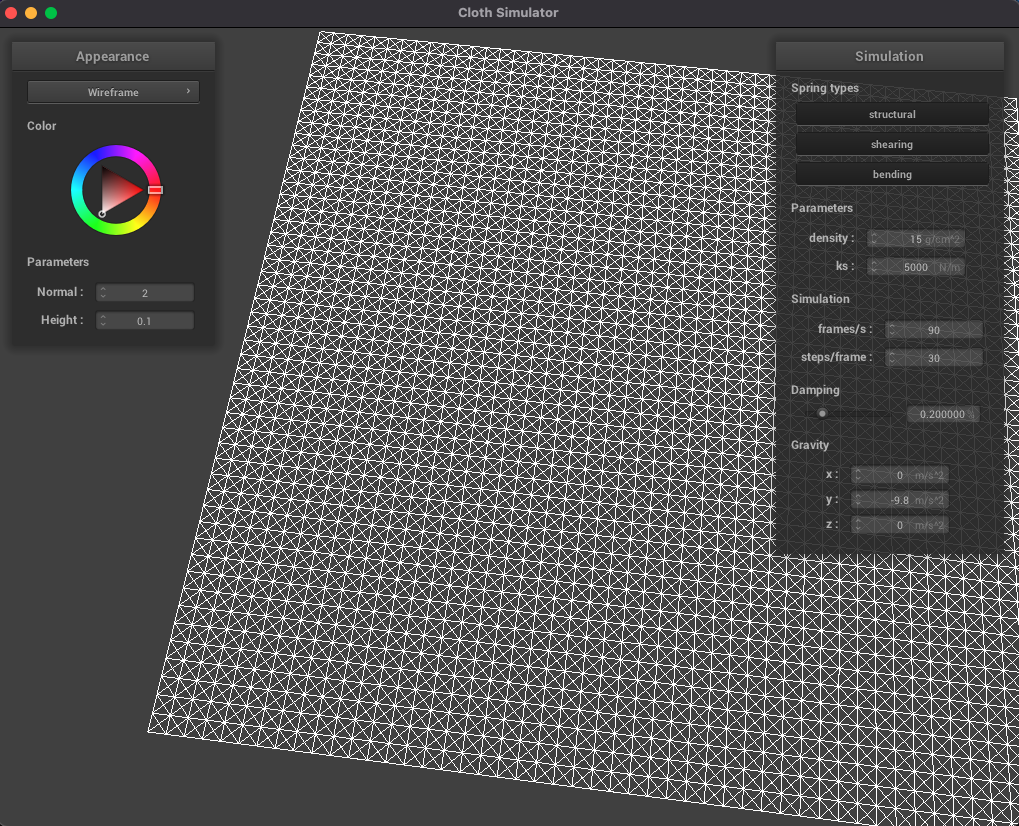 Cloth Simulator
Appearance
Wireframe
Color
Parameters
Normal : 2
Height : 0.1
Simulation
Spring types
structural
shearing
bending
Parameters
density : 15 g/cm^2
ks : 5000 N/m
Simulation
frames/s : 90
steps/frame : 30
Damping
0.200000 %
Gravity
x : 0 m/s^2
y : -9.8 m/s^2
z : 0 m/s^2